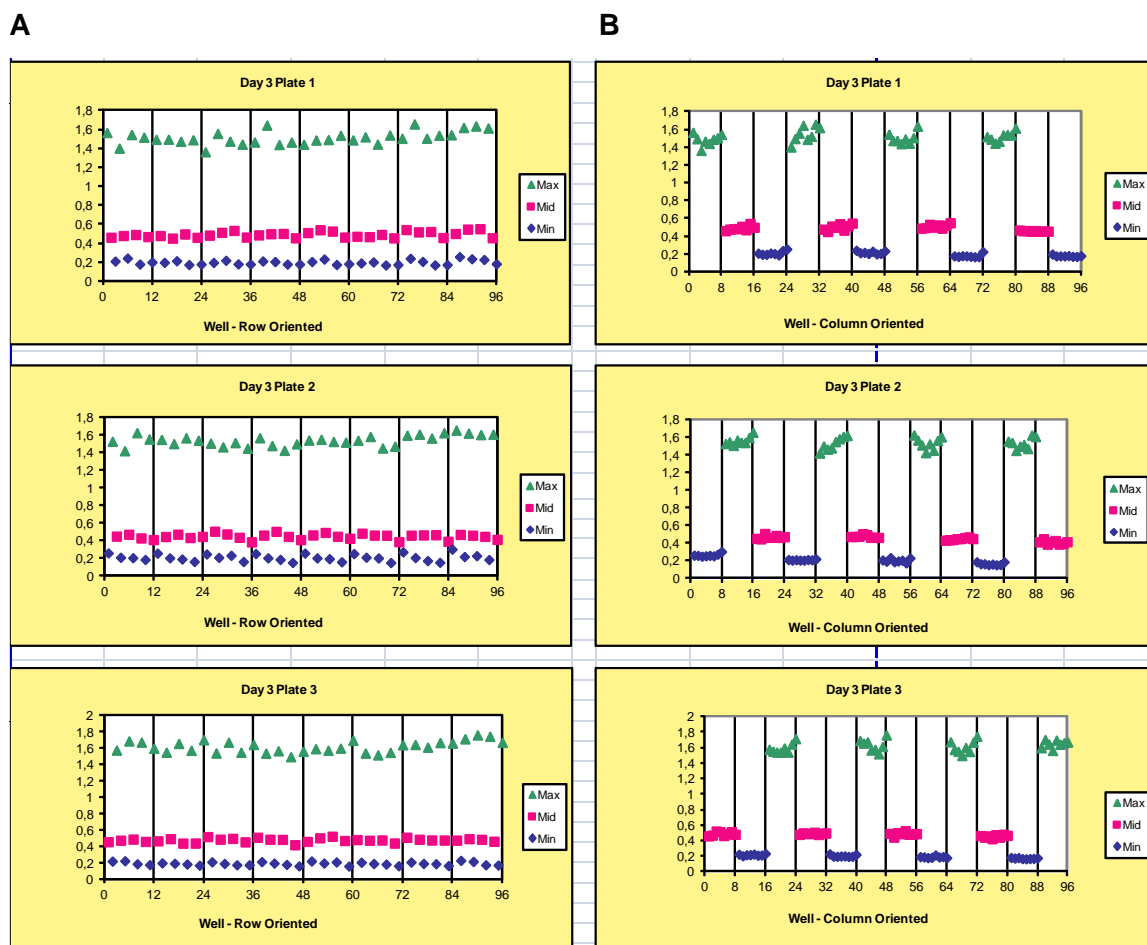 A
B
Day 3 Plate 1
1,8
1,6
1,4
1,2
1
0,8
0,6
0,4
0,2
0
0 12 24 36 48 60 72 84 96
Well - Row Oriented
Max
Mid
Min
Day 3 Plate 1
1,8
1,6
1,4
1,2
1
0,8
0,6
0,4
0,2
0
0 8 16 24 32 40 48 56 64 72 80 88 96
Well - Column Oriented
Max
Mid
Min
Day 3 Plate 2
1,8
1,6
1,4
1,2
1
0,8
0,6
0,4
0,2
0
0 12 24 36 48 60 72 84 96
Well - Row Oriented
Max
Mid
Min
Day 3 Plate 2
1,8
1,6
1,4
1,2
1
0,8
0,6
0,4
0,2
0
0 8 16 24 32 40 48 56 64 72 80 88 96
Well - Column Oriented
Max
Mid
Min
Day 3 Plate 3
2
1,8
1,6
1,4
1,2
1
0,8
0,6
0,4
0,2
0
0 12 24 36 48 60 72 84 96
Well - Row Oriented
Max
Mid
Min
Day 3 Plate 3
2
1,8
1,6
1,4
1,2
1
0,8
0,6
0,4
0,2
0
0 8 16 24 32 40 48 56 64 72 80 88 96
Well - Column Oriented
Max
Mid
Min